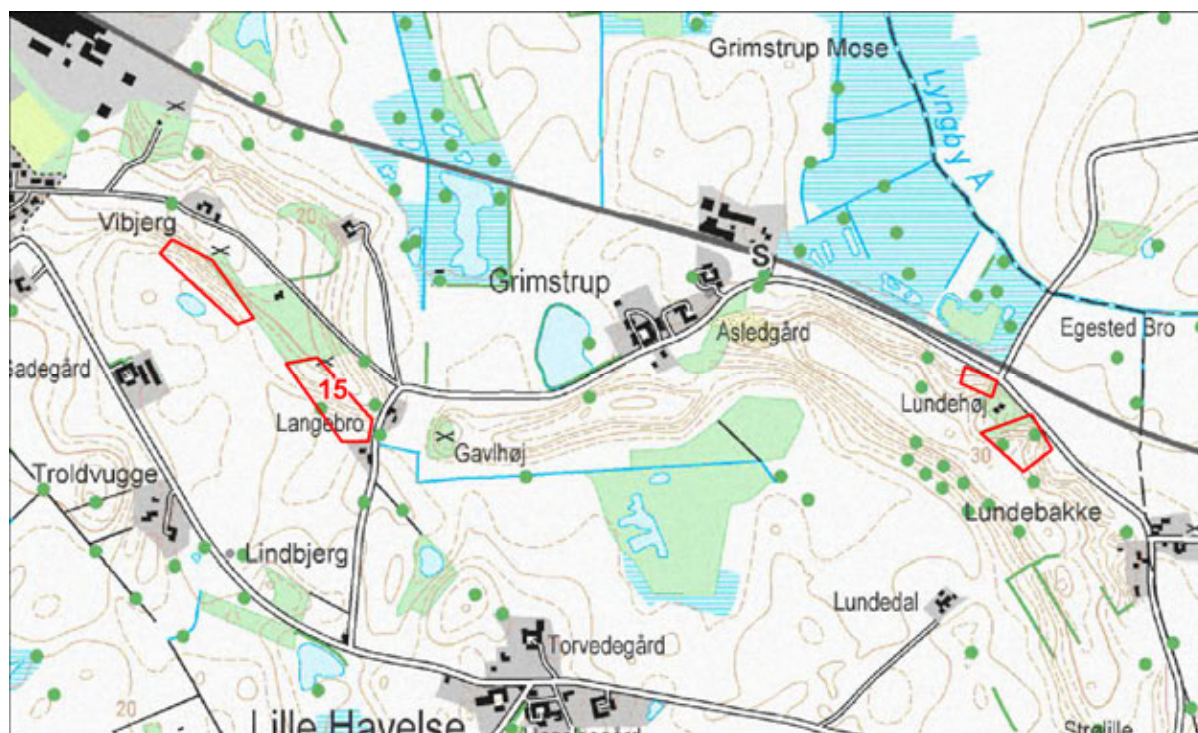 Grimstrup Mose
Lyngby Å
Vibjerg
20
Grimstrup
S
Asledgård
Egested Bro
sadegård
15
Langebro
Lundehøj
Gavlhøj
30
Troldvugge
Lundebakke
Lindbjerg
Lundedal
Torvedegård
20
Lille Havelse
Strølille